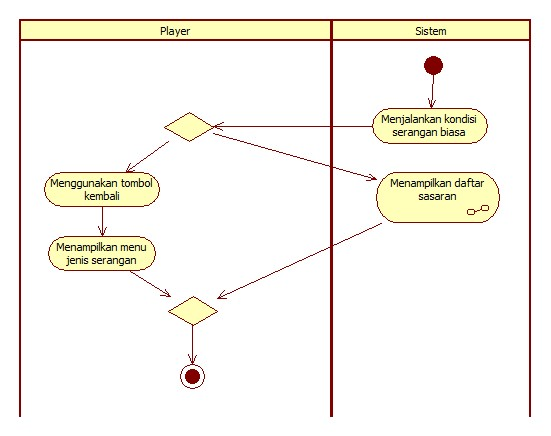 Player
Sistem
Menjalankan kondisi
serangan biasa
Menggunakan tombol
kembali
Menampilkan daftar
sasaran
Menampilkan menu
jenis serangan